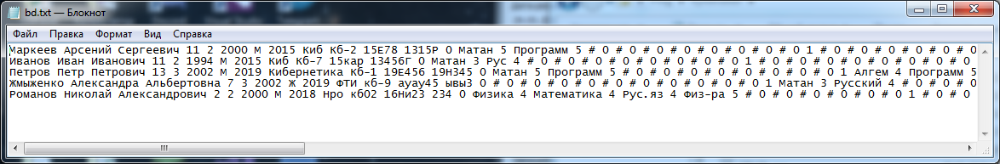 bd.txt — Блокнот
Файл Правка Формат Вид Справка
Маркеев Арсений Сергеевич 11 2 2000 М 2015 Киб Кб-2 15Е78 1315Р 0 Матан 5 Программ 5 # 0 # 0 # 0 # 0 # 0 # 0 # 0 # 0 1 # 0 # 0 # 0 # 0 # 0 # 0
Иванов Иван Иванович 11 2 1994 М 2015 Киб Кб-7 15кар 13456Г 0 Матан 3 Рус 4 # 0 # 0 # 0 # 0 # 0 # 0 # 0 # 0 1 # 0 # 0 # 0 # 0 # 0 # 0 # 0 # 0
Петров Петр Петрович 13 3 2002 М 2019 Кибернетика Кб-1 19Е456 19Н345 0 Матан 5 Программ 5 # 0 # 0 # 0 # 0 # 0 # 0 # 0 # 0 1 Алгем 4 Программ 5
Жмыженко Александра Альбертовна 7 3 2002 Ж 2019 ФТИ кб-9 ауау45 ывы3 0 # 0 # 0 # 0 # 0 # 0 # 0 # 0 # 0 # 0 # 0 1 Матан 3 Русский 4 # 0 # 0 # 0
Романов Николай Александрович 2 2 2000 М 2018 Нро кб02 16Ни23 234 0 Физика 4 Математика 4 Рус.яз 4 Физ-ра 5 # 0 # 0 # 0 # 0 # 0 # 0 1 # 0 # 0